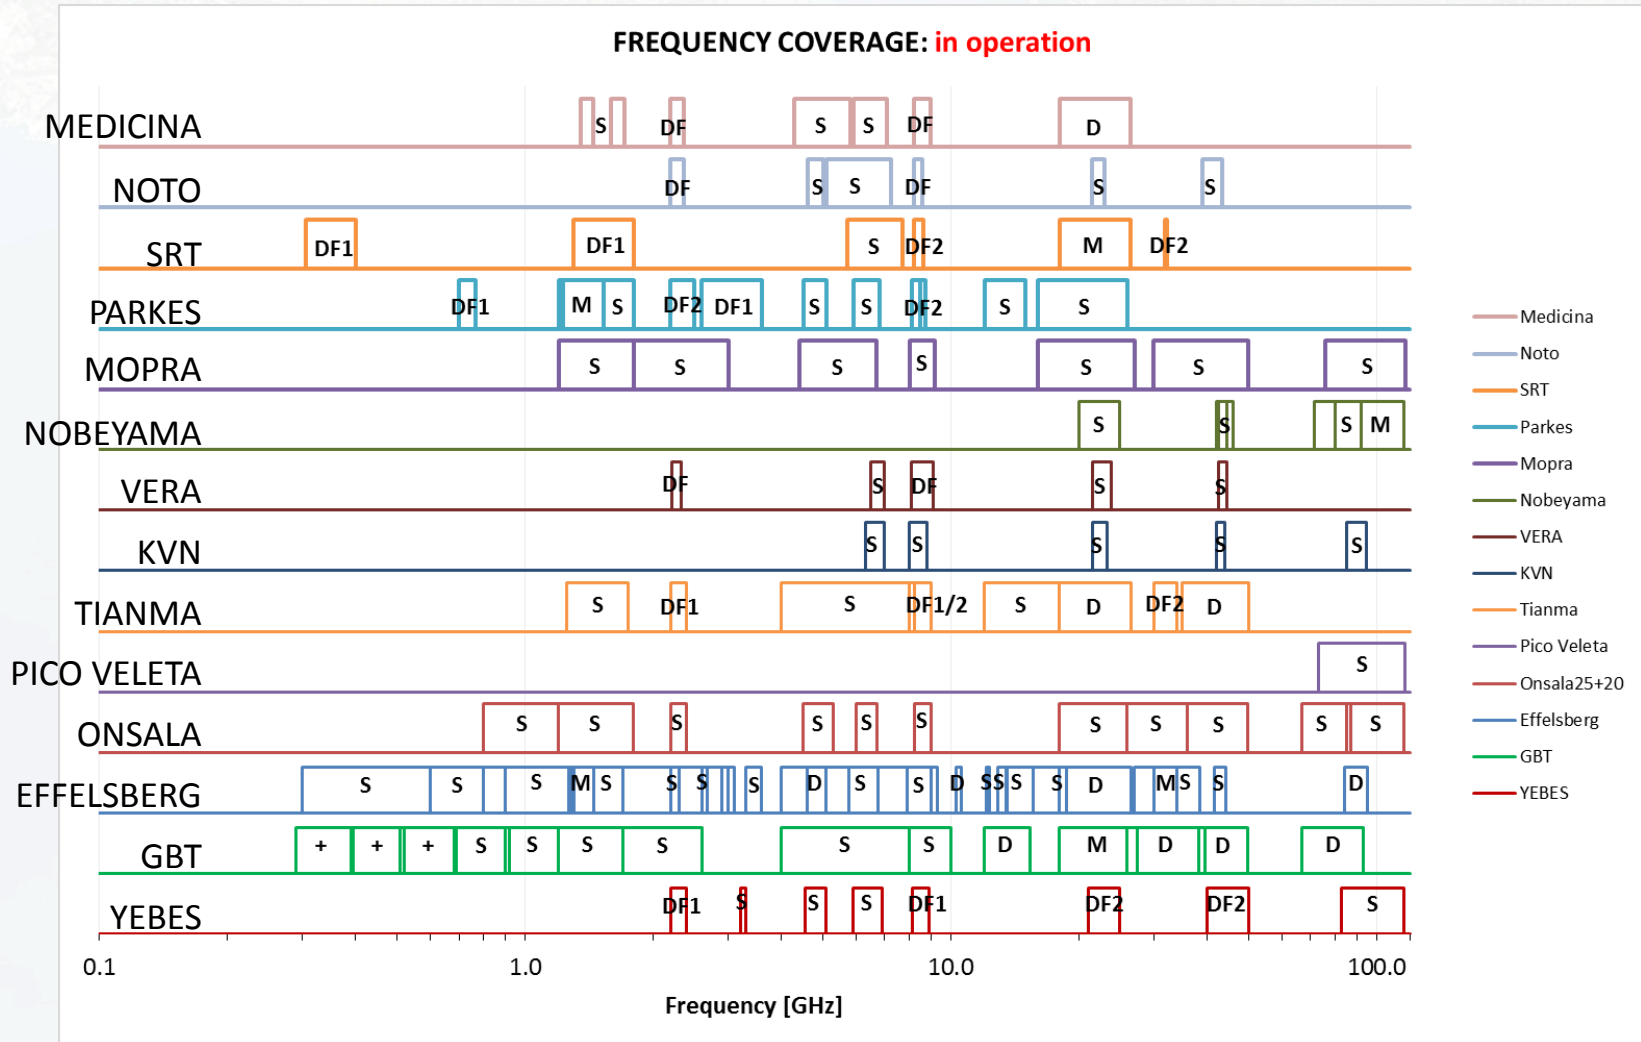 FREQUENCY COVERAGE: in operation
MEDICINA S DF S S DF D
NOTO DF S S DF S S
SRT DF1 DF1 S DF2 M DF2
PARKES DF1 M S DF2 DF1 S S DF2 S S
MOPRA S S S S S S S
NOBEYAMA S S S M
VERA DF S DF S S
KVN S S S S S
TIANMA S DF1 S DF1/2 S D DF2 D
PICO VELETA S
ONSALA S S S S S S S S S S S
EFFELSBERG S S S M S S S S D S S D S S S S D M S S D
GBT + + + S S S S S S D M D D D
YEBES DF1 S S S DF1 DF2 DF2 S
0.1 1.0 10.0 100.0
Frequency [GHz]
Medicina
Noto
SRT
Parkes
Mopra
Nobeyama
VERA
KVN
Tianma
Pico Veleta
Onsala25+20
Effelsberg
GBT
YEBES